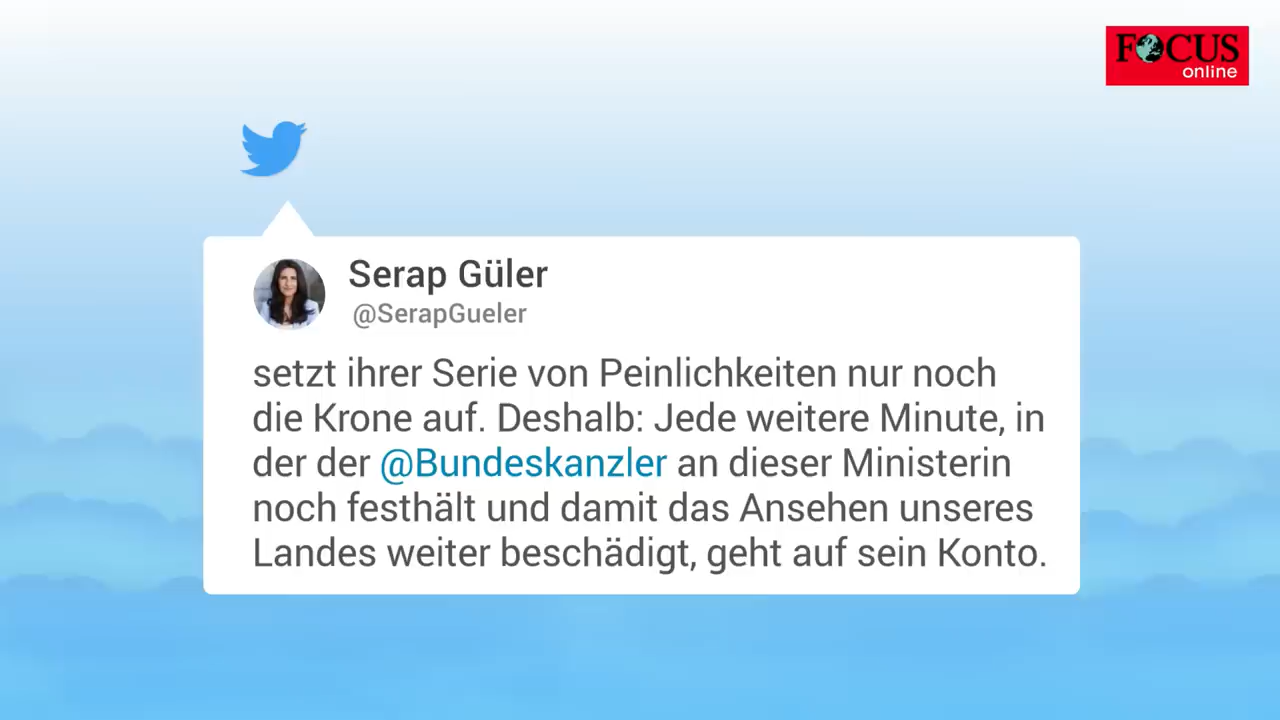 FOCUS
online
Serap Güler
@SerapGueler
setzt ihrer Serie von Peinlichkeiten nur noch
die Krone auf. Deshalb: Jede weitere Minute, in
der der @Bundeskanzler an dieser Ministerin
noch festhält und damit das Ansehen unseres
Landes weiter beschädigt, geht auf sein Konto.